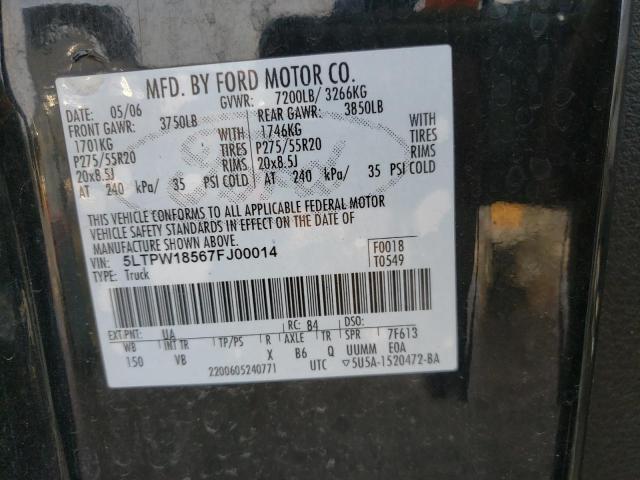 MFD. BY FORD MOTOR CO.
DATE: 05/06 GVWR: 7200LB/ 3266KG
FRONT GAWR: 3750LB REAR GAWR: 3850LB
1701KG WITH 1746KG WITH
P275/55R20 TIRES P275/55R20 TIRES
20x8.5J RIMS 20x8.5J RIMS
AT 240 kPa/ 35 PSI COLD AT 240 kPa/ 35 PSI COLD
THIS VEHICLE CONFORMS TO ALL APPLICABLE FEDERAL MOTOR
VEHICLE SAFETY STANDARDS IN EFFECT ON THE DATE OF
MANUFACTURE SHOWN ABOVE.
VIN: 5LTPW18567FJ00014 F0018
TYPE: Truck T0549
EXT PNT: UA RC: B4 DSO:
WB INT TR TP/PS R AXLE TR SPR 7F613
150 VB X B6 Q UUMM E0A
2200605240771 UTC ▽5U5A-1520472-BA